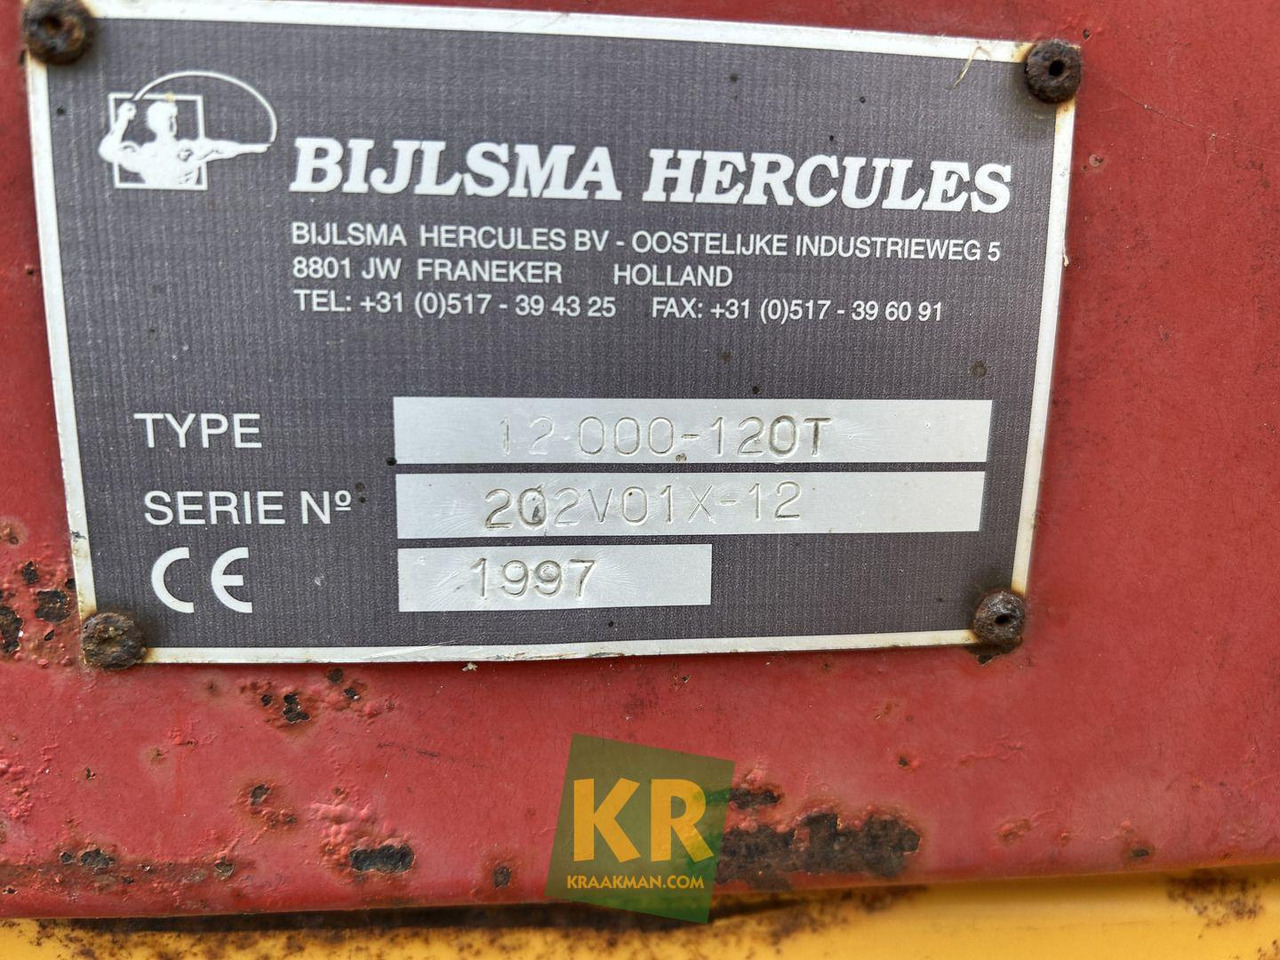 BIJLSMA HERCULES
BIJLSMA HERCULES BV - OOSTELIJKE INDUSTRIEWEG 5
8801 JW FRANEKER HOLLAND
TEL: +31 (0)517 - 39 43 25 FAX: +31 (0)517 - 39 60 91
TYPE 12.000-120T
SERIE Nº 202V01X-12
CE 1997
KR
KRAAKMAN.COM